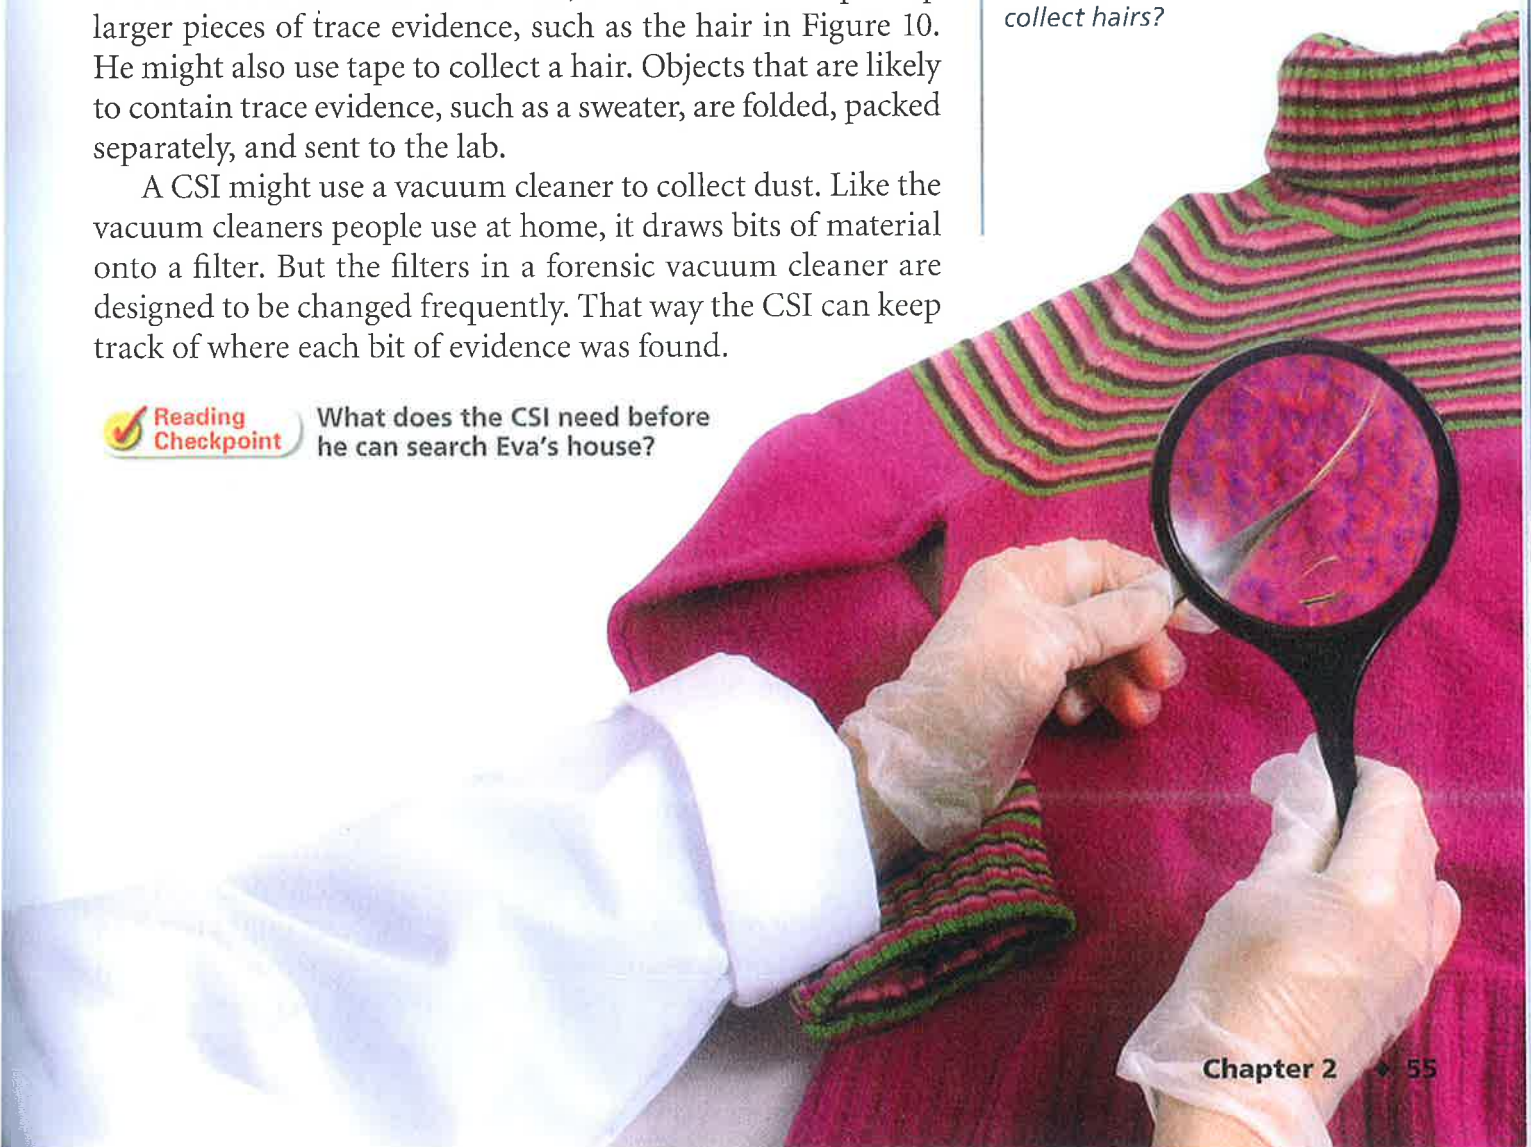 larger pieces of trace evidence, such as the hair in Figure 10.
He might also use tape to collect a hair. Objects that are likely
to contain trace evidence, such as a sweater, are folded, packed
separately, and sent to the lab.
A CSI might use a vacuum cleaner to collect dust. Like the
vacuum cleaners people use at home, it draws bits of material
onto a filter. But the filters in a forensic vacuum cleaner are
designed to be changed frequently. That way the CSI can keep
track of where each bit of evidence was found.
Reading
Checkpoint
What does the CSI need before
he can search Eva's house?
collect hairs?
Chapter 2 ◆ 55